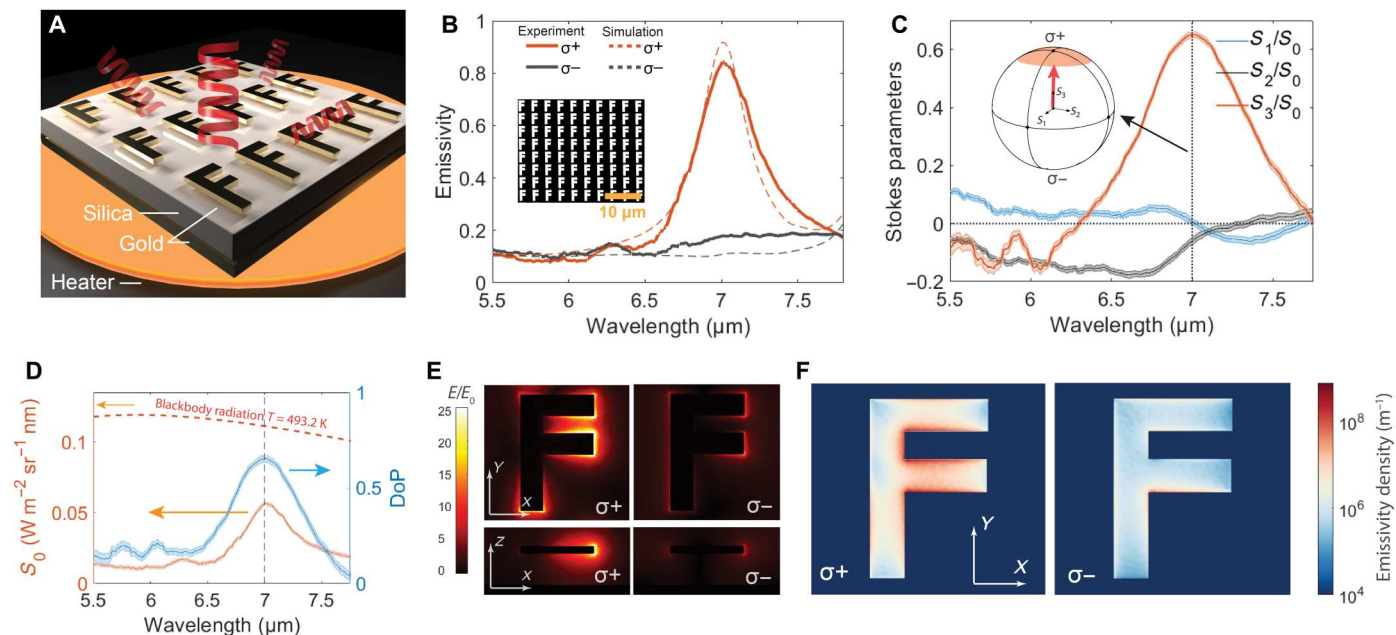 A
Silica
Gold
Heater
B
Experiment Simulation
σ+ σ+
σ− σ−
Emissivity
1
0.8
0.6
0.4
0.2
0
10 μm
5.5 6 6.5 7 7.5
Wavelength (μm)
C
Stokes parameters
0.6
0.4
0.2
0
−0.2
σ+
S3
S2
S1
σ−
S1/S0
S2/S0
S3/S0
5.5 6 6.5 7 7.5
Wavelength (μm)
D
S0 (W m−2 sr−1 nm)
0.1
0.05
0
Blackbody radiation T = 493.2 K
1
0.5
0
DoP
5.5 6 6.5 7 7.5
Wavelength (μm)
E
E/E0
25
20
15
10
5
0
Y
X
σ+
σ−
Z
X
σ+
σ−
F
σ+
Y
X
σ−
10^8
10^6
10^4
Emissivity density (m−1)